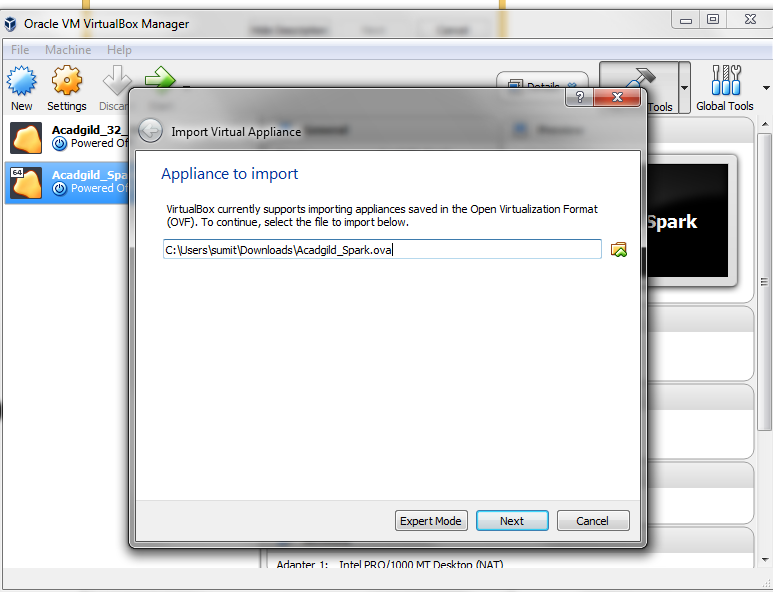 Oracle VM VirtualBox Manager
File Machine Help
New Settings Discar
Details
Tools Global Tools
Acadgild_32_
Powered Of
64
Acadgild_Spa
Powered Of
Import Virtual Appliance
?
Appliance to import
VirtualBox currently supports importing appliances saved in the Open Virtualization Format
(OVF). To continue, select the file to import below.
C:\Users\sumit\Downloads\Acadgild_Spark.ova
Spark
Expert Mode Next Cancel
Adapter 1: Intel PRO/1000 MT Desktop (NAT)